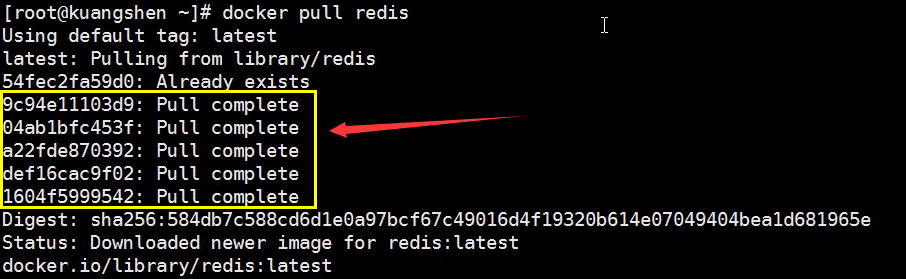 [root@kuangshen ~]# docker pull redis
Using default tag: latest
latest: Pulling from library/redis
54fec2fa59d0: Already exists
9c94e11103d9: Pull complete
04ab1bfc453f: Pull complete
a22fde870392: Pull complete
def16cac9f02: Pull complete
1604f5999542: Pull complete
Digest: sha256:584db7c588cd6d1e0a97bcf67c49016d4f19320b614e07049404bea1d681965e
Status: Downloaded newer image for redis:latest
docker.io/library/redis:latest